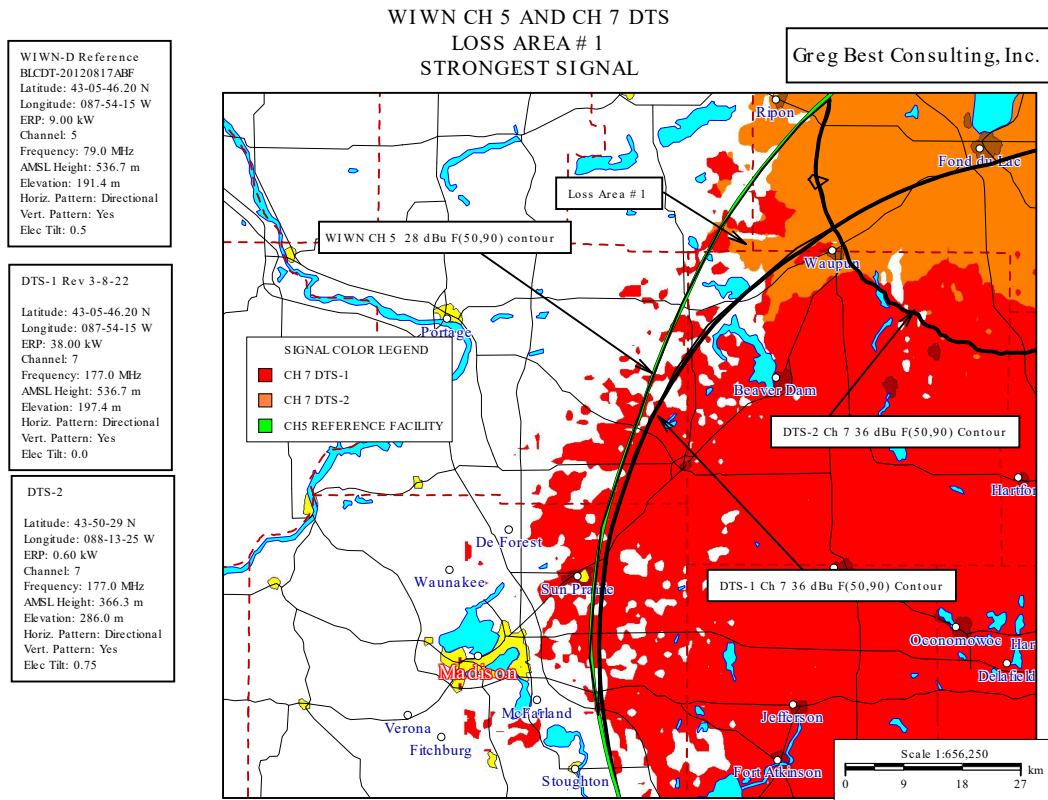 WIWN CH 5 AND CH 7 DTS
LOSS AREA # 1
STRONGEST SIGNAL
Greg Best Consulting, Inc.
WIWN-D Reference
BLCDT-20120817ABF
Latitude: 43-05-46.20 N
Longitude: 087-54-15 W
ERP: 9.00 kW
Channel: 5
Frequency: 79.0 MHz
AMSL Height: 536.7 m
Elevation: 191.4 m
Horiz. Pattern: Directional
Vert. Pattern: Yes
Elec Tilt: 0.5
DTS-1 Rev 3-8-22
Latitude: 43-05-46.20 N
Longitude: 087-54-15 W
ERP: 38.00 kW
Channel: 7
Frequency: 177.0 MHz
AMSL Height: 536.7 m
Elevation: 197.4 m
Horiz. Pattern: Directional
Vert. Pattern: Yes
Elec Tilt: 0.0
DTS-2
Latitude: 43-50-29 N
Longitude: 088-13-25 W
ERP: 0.60 kW
Channel: 7
Frequency: 177.0 MHz
AMSL Height: 366.3 m
Elevation: 286.0 m
Horiz. Pattern: Directional
Vert. Pattern: Yes
Elec Tilt: 0.75
Ripon
Fond du Lac
Loss Area # 1
WIWN CH 5 28 dBu F(50,90) contour
Waupun
Portage
SIGNAL COLOR LEGEND
CH 7 DTS-1
CH 7 DTS-2
CH5 REFERENCE FACILITY
Beaver Dam
DTS-2 Ch 7 36 dBu F(50,90) Contour
Hartfor
De Forest
Waunakee
Sun Prairie
DTS-1 Ch 7 36 dBu F(50,90) Contour
Oconomowoc
Har
Delafield
Madison
McFarland
Verona
Fitchburg
Jefferson
Stoughton
Fort Atkinson
Scale 1:656,250
0 9 18 27 km